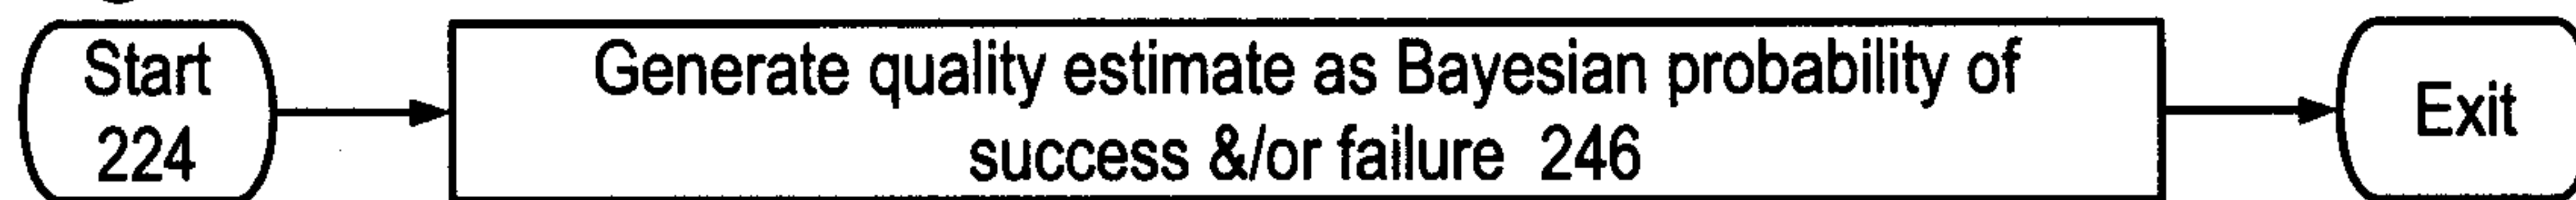 Start
224
Generate quality estimate as Bayesian probability of
success &/or failure 246
Exit